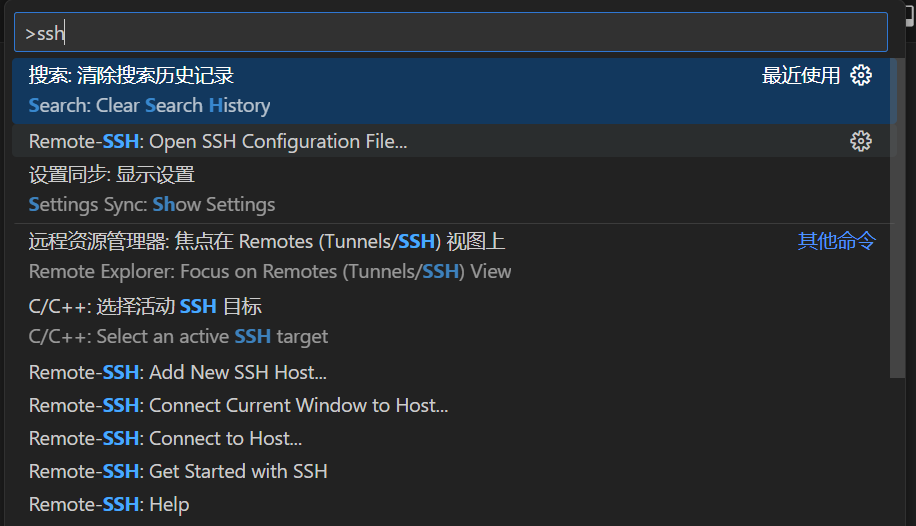 >ssh
搜索: 清除搜索历史记录 最近使用
Search: Clear Search History
Remote-SSH: Open SSH Configuration File...
设置同步: 显示设置
Settings Sync: Show Settings
远程资源管理器: 焦点在 Remotes (Tunnels/SSH) 视图上 其他命令
Remote Explorer: Focus on Remotes (Tunnels/SSH) View
C/C++: 选择活动 SSH 目标
C/C++: Select an active SSH target
Remote-SSH: Add New SSH Host...
Remote-SSH: Connect Current Window to Host...
Remote-SSH: Connect to Host...
Remote-SSH: Get Started with SSH
Remote-SSH: Help